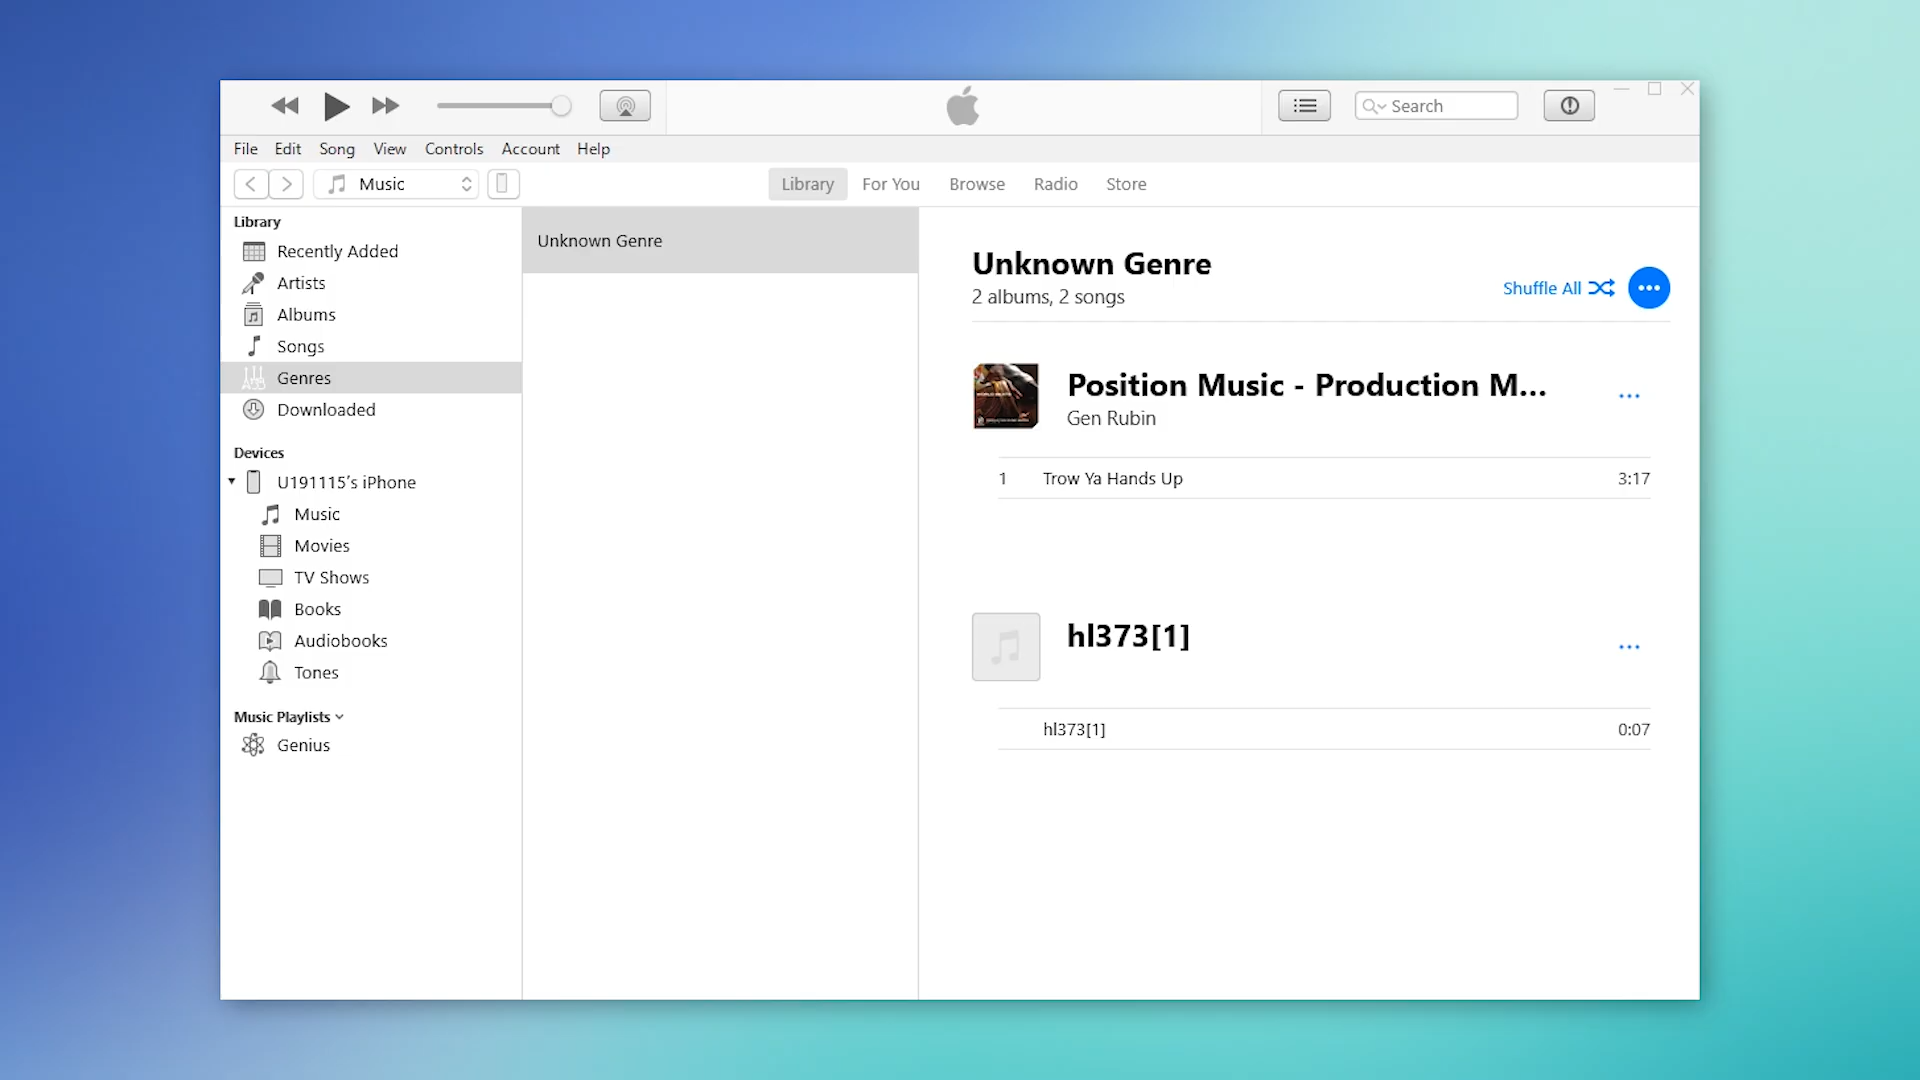 Search
File Edit Song View Controls Account Help
Music
Library For You Browse Radio Store
Library
Recently Added
Artists
Albums
Songs
Genres
Downloaded
Devices
U191115’s iPhone
Music
Movies
TV Shows
Books
Audiobooks
Tones
Music Playlists
Genius
Unknown Genre
Unknown Genre
2 albums, 2 songs
Shuffle All
Position Music - Production M...
Gen Rubin
1 Trow Ya Hands Up 3:17
hl373[1]
hl373[1] 0:07